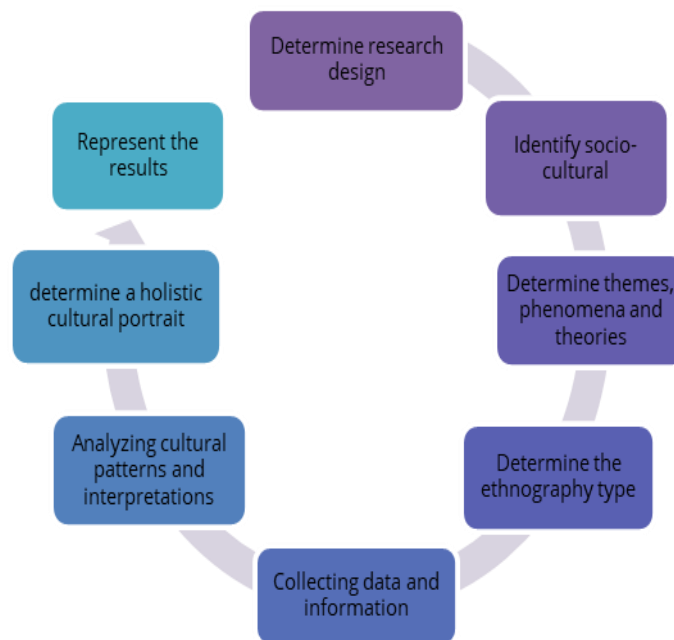 Determine research
design
Identify socio-
cultural
Determine themes,
phenomena and
theories
Determine the
ethnography type
Collecting data and
information
Analyzing cultural
patterns and
interpretations
determine a holistic
cultural portrait
Represent the
results